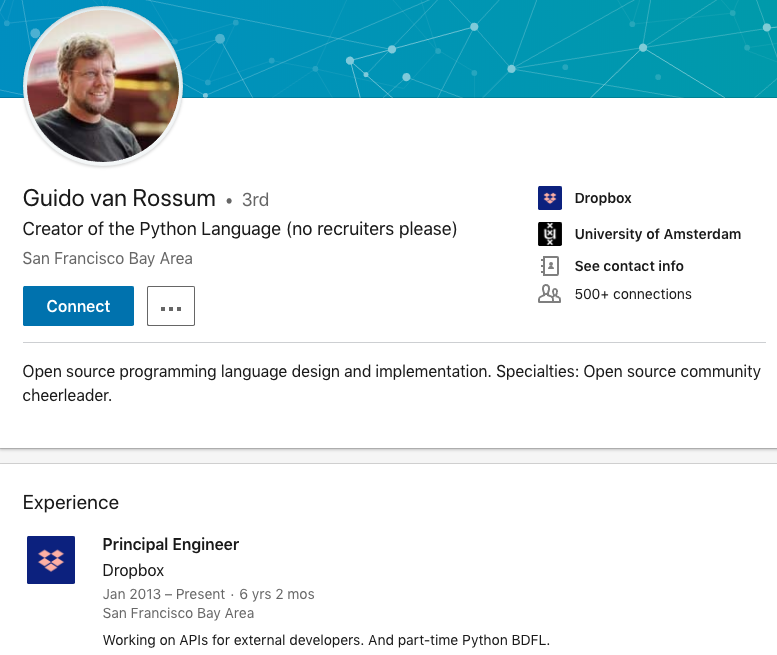 Guido van Rossum • 3rd
Creator of the Python Language (no recruiters please)
San Francisco Bay Area
Connect
...
Dropbox
University of Amsterdam
See contact info
500+ connections
Open source programming language design and implementation. Specialties: Open source community
cheerleader.
Experience
Principal Engineer
Dropbox
Jan 2013 – Present · 6 yrs 2 mos
San Francisco Bay Area
Working on APIs for external developers. And part-time Python BDFL.